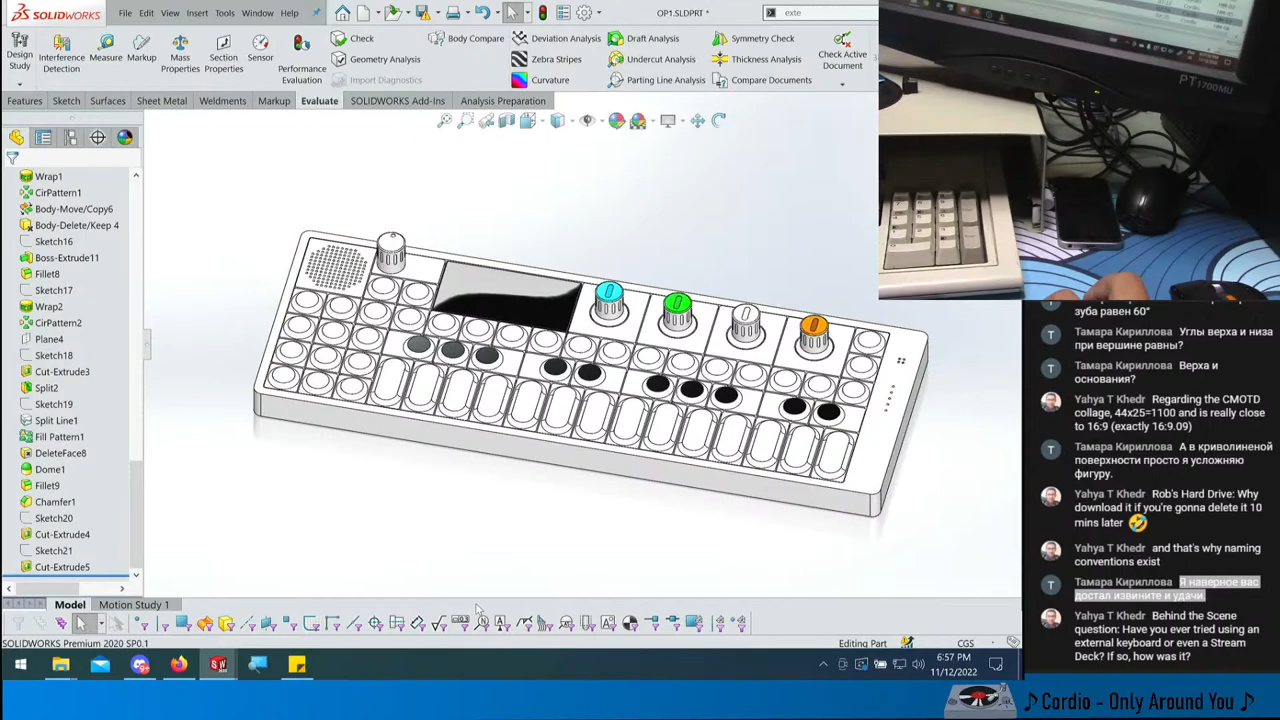 SOLIDWORKS
File
Edit
View
Insert
Tools
Window
Help
OP1.SLDPRT *
exte
Design Study
Interference Detection
Measure
Markup
Mass Properties
Section Properties
Sensor
Performance Evaluation
Check
Geometry Analysis
Import Diagnostics
Body Compare
Deviation Analysis
Zebra Stripes
Curvature
Draft Analysis
Undercut Analysis
Parting Line Analysis
Symmetry Check
Thickness Analysis
Compare Documents
Check Active Document
Features
Sketch
Surfaces
Sheet Metal
Weldments
Markup
Evaluate
SOLIDWORKS Add-Ins
Analysis Preparation
Wrap1
CirPattern1
Body-Move/Copy6
Body-Delete/Keep 4
Sketch16
Boss-Extrude11
Fillet8
Sketch17
Wrap2
CirPattern2
Plane4
Sketch18
Cut-Extrude3
Split2
Sketch19
Split Line1
Fill Pattern1
DeleteFace8
Dome1
Fillet9
Chamfer1
Sketch20
Cut-Extrude4
Sketch21
Cut-Extrude5
Model
Motion Study 1
SOLIDWORKS Premium 2020 SP0.1
Editing Part
CGS
6:57 PM
11/12/2022
PT1700MU
зуба равен 60°
Тамара Кириллова Углы верха и низа
при вершине равны?
Тамара Кириллова Верха и
основания?
Yahya T Khedr Regarding the CMOTD
collage, 44x25=1100 and is really close
to 16:9 (exactly 16:9.09)
Тамара Кириллова А в криволиненой
поверхности просто я усложняю
фигуру.
Yahya T Khedr Rob's Hard Drive: Why
download it if you're gonna delete it 10
mins later 🤣
Yahya T Khedr and that's why naming
conventions exist
Тамара Кириллова Я наверное вас
достал извините и удачи.
Yahya T Khedr Behind the Scene
question: Have you ever tried using an
external keyboard or even a Stream
Deck? If so, how was it?
♪ Cordio - Only Around You ♪